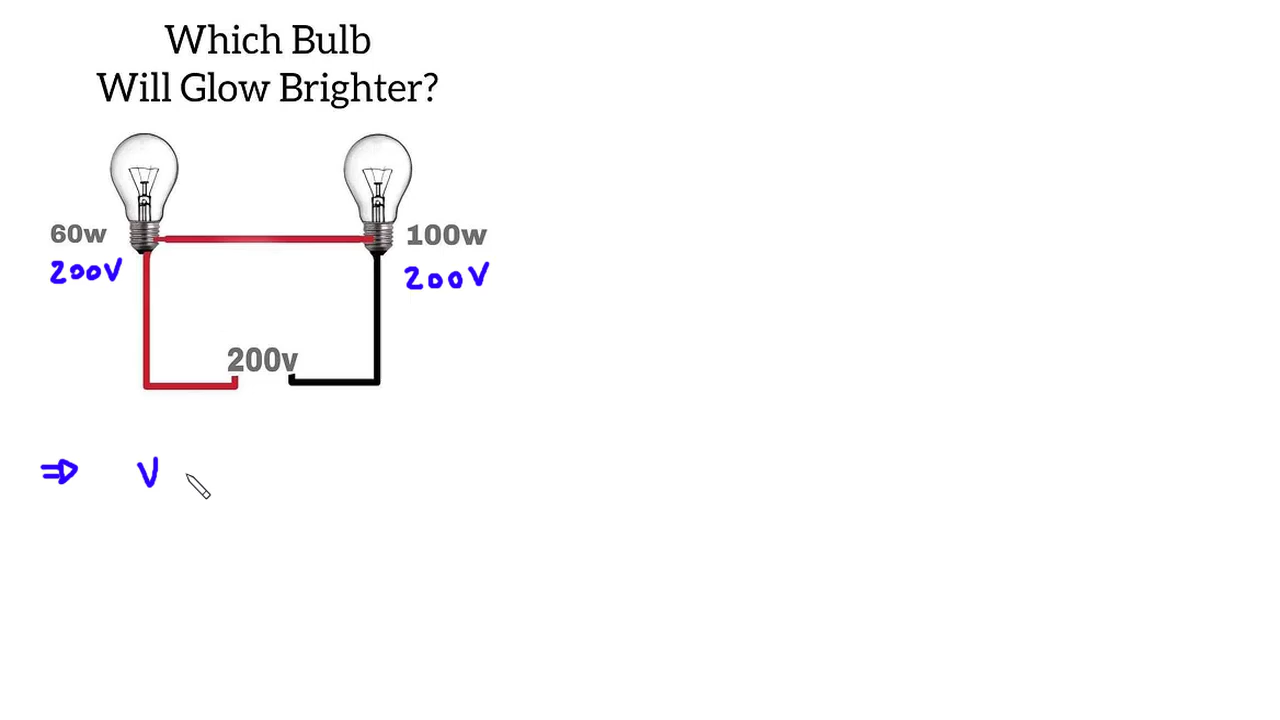 Which Bulb
Will Glow Brighter?
60w
100w
200V
200V
200v
⇒ V